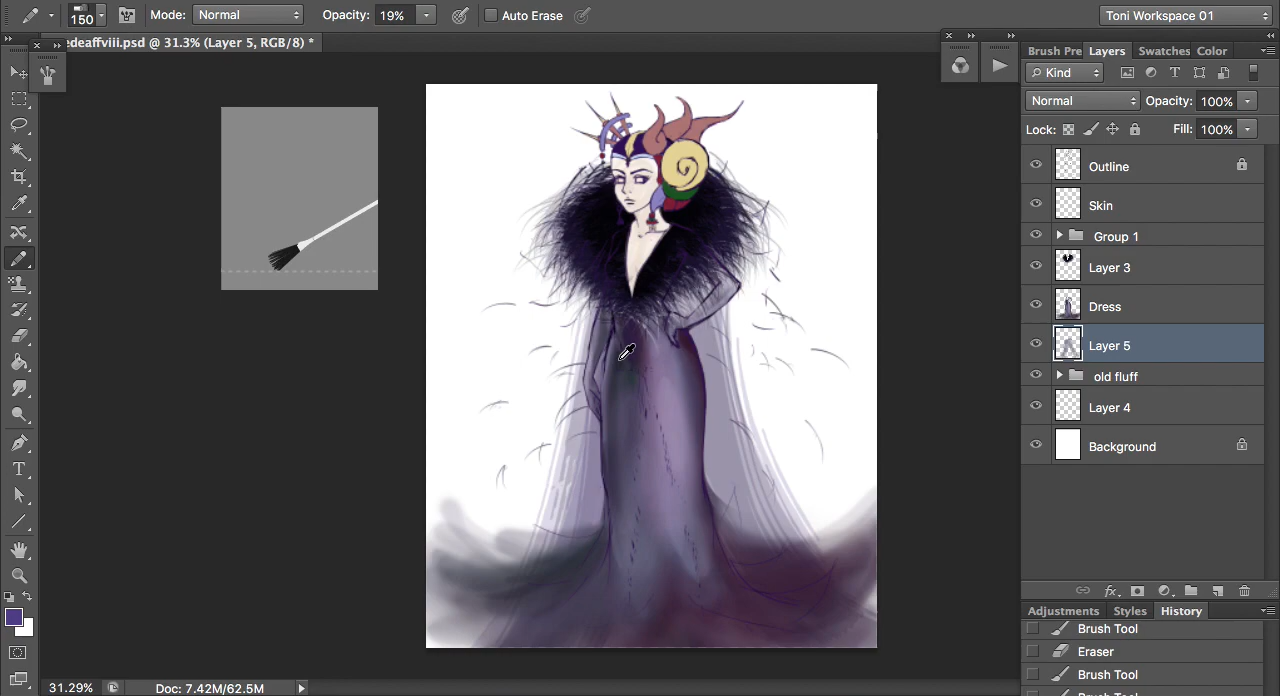 150 Mode: Normal Opacity: 19% Auto Erase Toni Workspace 01
edeaffviii.psd @ 31.3% (Layer 5, RGB/8) *
Brush Pre Layers Swatches Color
Kind
Normal Opacity: 100%
Lock: Fill: 100%
Outline
Skin
Group 1
Layer 3
Dress
Layer 5
old fluff
Layer 4
Background
fx
Adjustments Styles History
Brush Tool
Eraser
Brush Tool
31.29% Doc: 7.42M/62.5M